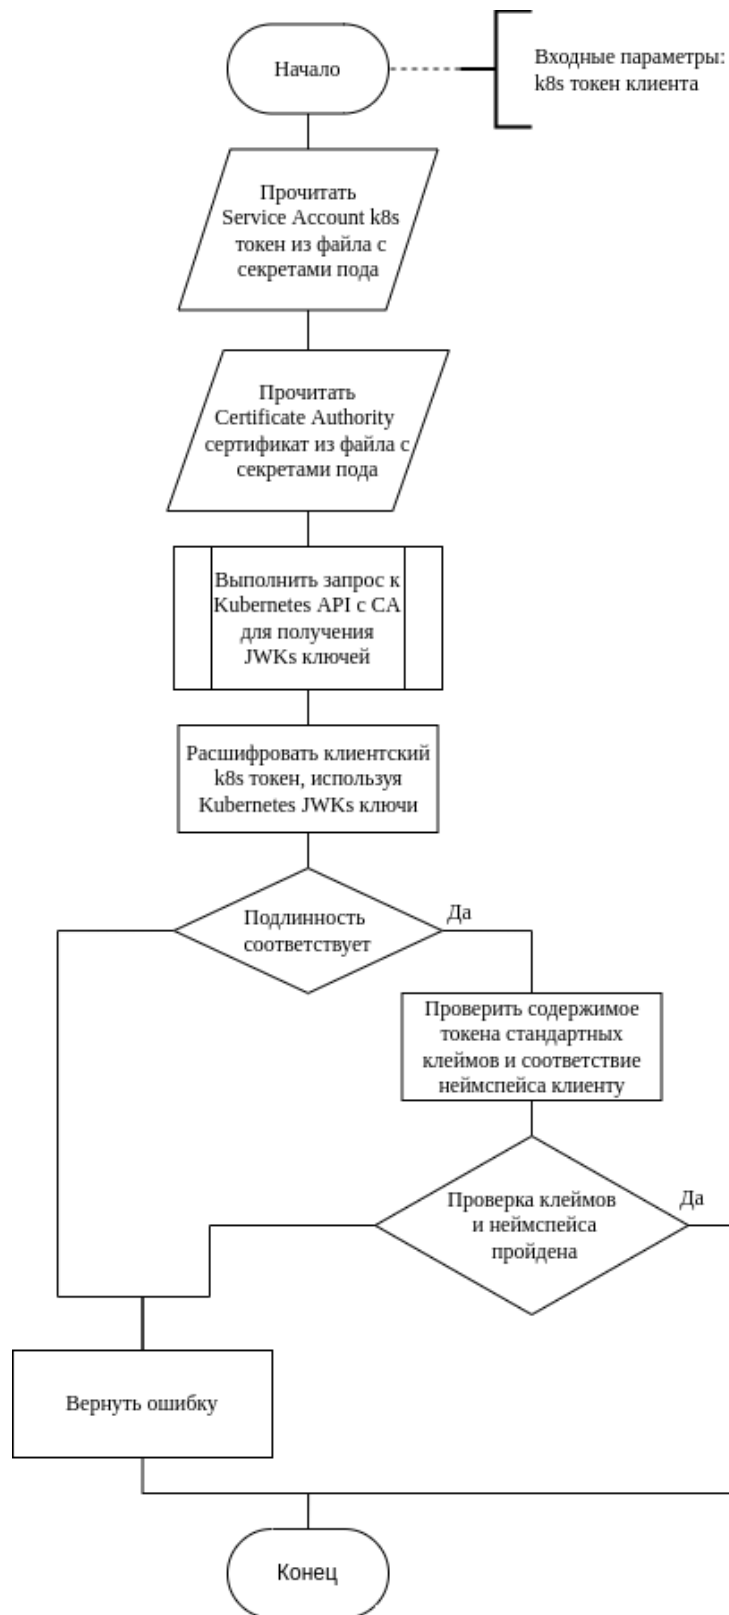 Начало
Входные параметры:
k8s токен клиента
Прочитать
Service Account k8s
токен из файла с
секретами пода
Прочитать
Certificate Authority
сертификат из файла с
секретами пода
Выполнить запрос к
Kubernetes API с CA
для получения
JWKs ключей
Расшифровать клиентский
k8s токен, используя
Kubernetes JWKs ключи
Подлинность
соответствует
Да
Проверить содержимое
токена стандартных
клеймов и соответствие
неймспейса клиенту
Проверка клеймов
и неймспейса
пройдена
Да
Вернуть ошибку
Конец